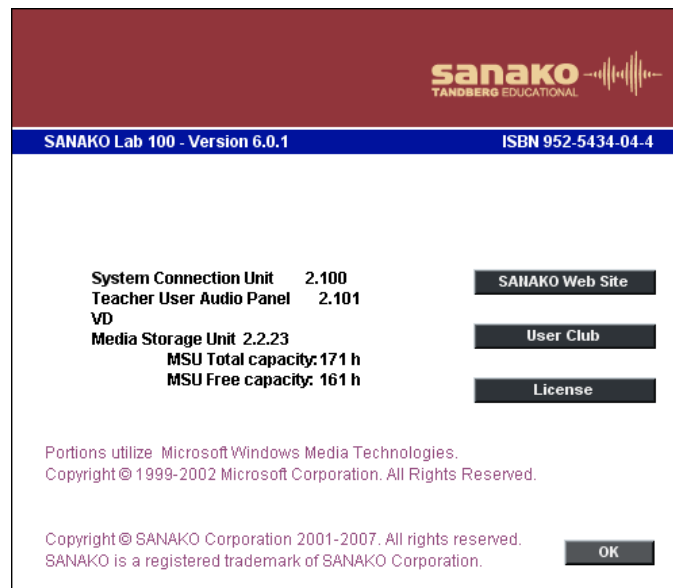 sanako
TANDBERG EDUCATIONAL
SANAKO Lab 100 - Version 6.0.1 ISBN 952-5434-04-4
System Connection Unit 2.100
SANAKO Web Site
Teacher User Audio Panel 2.101
VD
Media Storage Unit 2.2.23
User Club
MSU Total capacity: 171 h
MSU Free capacity: 161 h
License
Portions utilize Microsoft Windows Media Technologies.
Copyright © 1999-2002 Microsoft Corporation. All Rights Reserved.
Copyright © SANAKO Corporation 2001-2007. All rights reserved.
SANAKO is a registered trademark of SANAKO Corporation.
OK